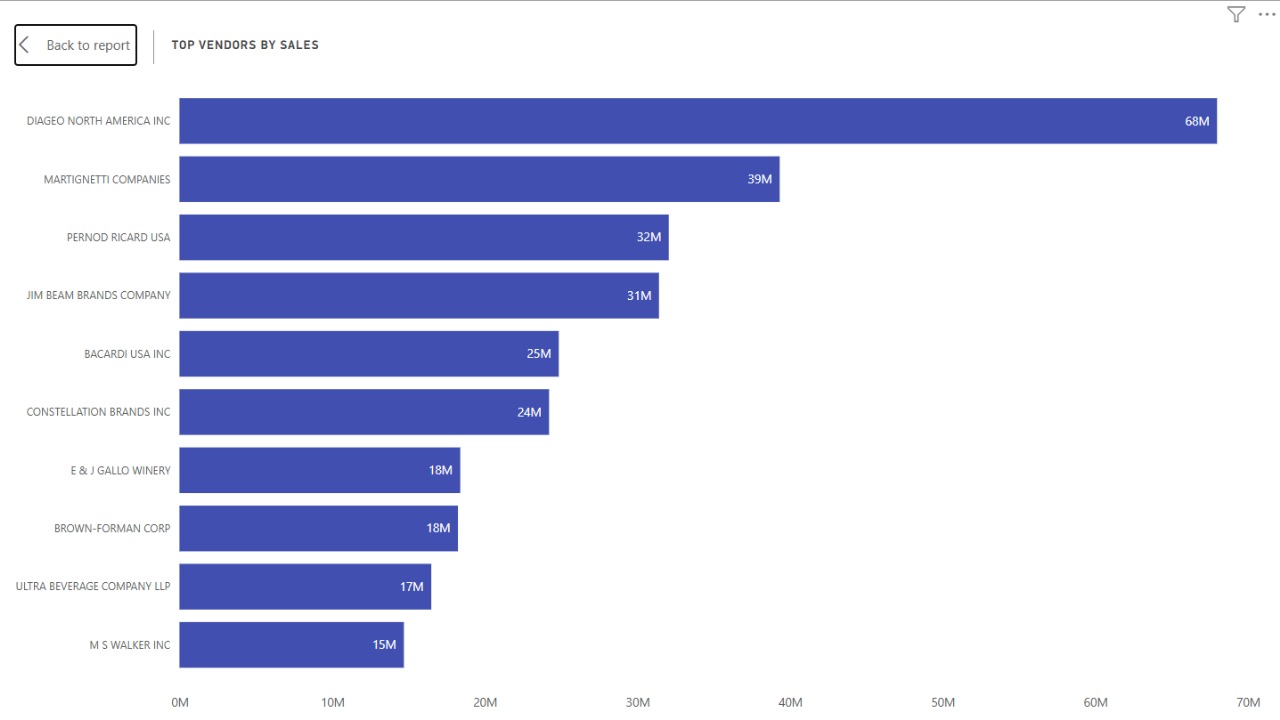 Back to report
TOP VENDORS BY SALES
DIAGEO NORTH AMERICA INC 68M
MARTIGNETTI COMPANIES 39M
PERNOD RICARD USA 32M
JIM BEAM BRANDS COMPANY 31M
BACARDI USA INC 25M
CONSTELLATION BRANDS INC 24M
E & J GALLO WINERY 18M
BROWN-FORMAN CORP 18M
ULTRA BEVERAGE COMPANY LLP 17M
M S WALKER INC 15M
0M 10M 20M 30M 40M 50M 60M 70M